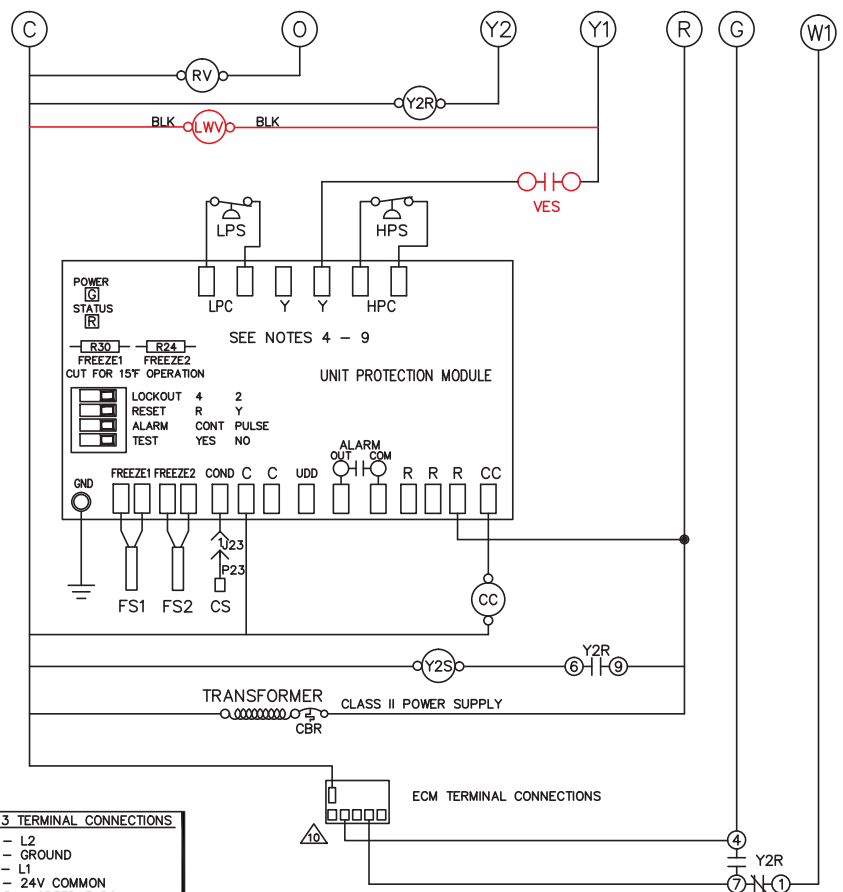 C O Y2 Y1 R G W1
RV
Y2R
BLK LWV BLK
VES
LPS HPS
POWER
G
STATUS
R
LPC Y Y HPC
SEE NOTES 4 - 9
R30 R24
FREEZE1 FREEZE2
CUT FOR 15°F OPERATION
UNIT PROTECTION MODULE
LOCKOUT 4 2
RESET R Y
ALARM CONT PULSE
TEST YES NO
ALARM
OUT COM
GND FREEZE1 FREEZE2 COND C C UDD R R R CC
1 J23
P23
FS1 FS2 CS
CC
Y2R
Y2S 6 9
TRANSFORMER
CLASS II POWER SUPPLY
CBR
ECM TERMINAL CONNECTIONS
10
4
Y2R
7 1
3 TERMINAL CONNECTIONS
- L2
- GROUND
- L1
- 24V COMMON